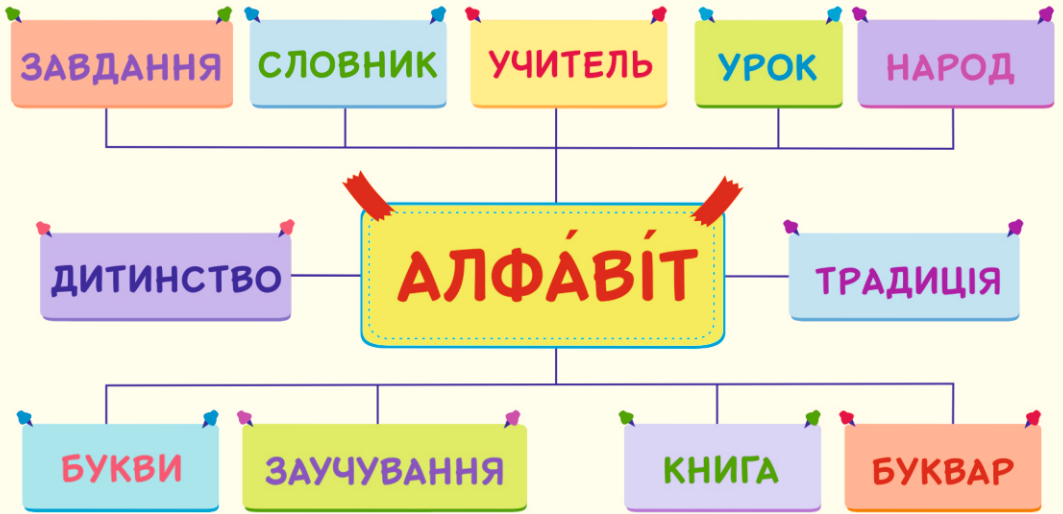 ЗАВДАННЯ СЛОВНИК УЧИТЕЛЬ УРОК НАРОД
ДИТИНСТВО АЛФА́ВІ́Т ТРАДИЦІЯ
БУКВИ ЗАУЧУВАННЯ КНИГА БУКВАР